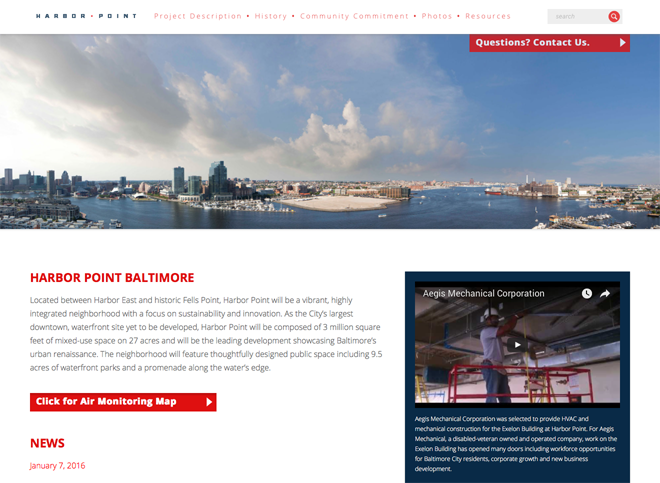 HARBOR • POINT Project Description • History • Community Commitment • Photos • Resources search
Questions? Contact Us.
HARBOR POINT BALTIMORE
Located between Harbor East and historic Fells Point, Harbor Point will be a vibrant, highly
integrated neighborhood with a focus on sustainability and innovation. As the City's largest
downtown, waterfront site yet to be developed, Harbor Point will be composed of 3 million square
feet of mixed-use space on 27 acres and will be the leading development showcasing Baltimore's
urban renaissance. The neighborhood will feature thoughtfully designed public space including 9.5
acres of waterfront parks and a promenade along the water's edge.
Click for Air Monitoring Map
NEWS
January 7, 2016
Aegis Mechanical Corporation
Aegis Mechanical Corporation was selected to provide HVAC and
mechanical construction for the Exelon Building at Harbor Point. For Aegis
Mechanical, a disabled-veteran owned and operated company, work on the
Exelon Building has opened many doors including workforce opportunities
for Baltimore City residents, corporate growth and new business
development.